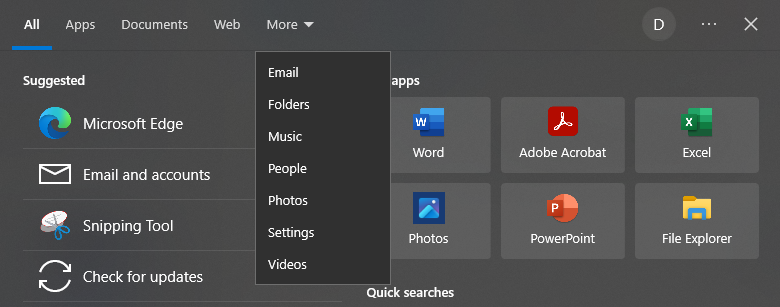 All Apps Documents Web More D
Suggested
Microsoft Edge
Email and accounts
Snipping Tool
Check for updates
Email
Folders
Music
People
Photos
Settings
Videos
apps
Word Adobe Acrobat Excel
Photos PowerPoint File Explorer
Quick searches